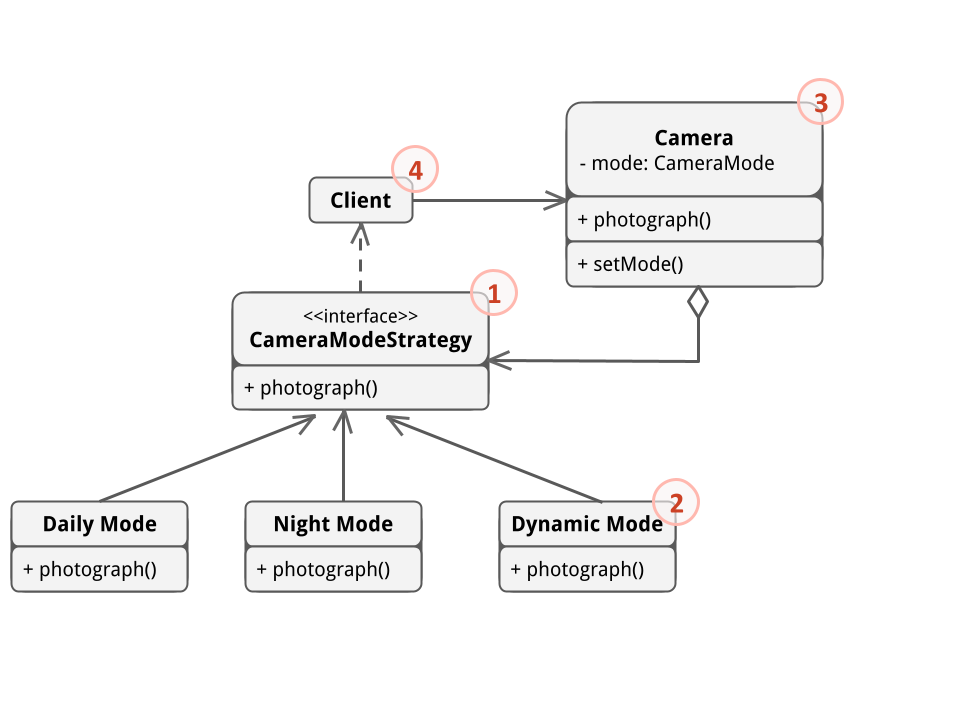 3
Camera
- mode: CameraMode
+ photograph()
+ setMode()
4
Client
1
<<interface>>
CameraModeStrategy
+ photograph()
Daily Mode
+ photograph()
Night Mode
+ photograph()
2
Dynamic Mode
+ photograph()